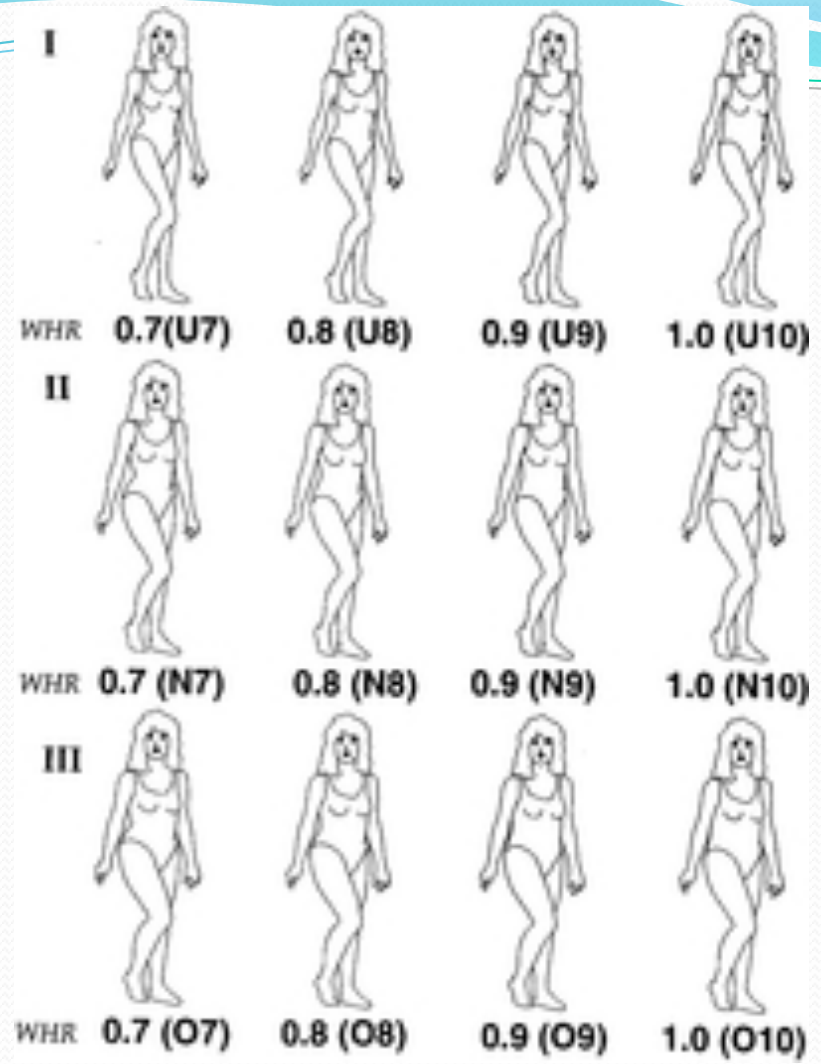 I
WHR 0.7(U7) 0.8 (U8) 0.9 (U9) 1.0 (U10)
II
WHR 0.7 (N7) 0.8 (N8) 0.9 (N9) 1.0 (N10)
III
WHR 0.7 (O7) 0.8 (O8) 0.9 (O9) 1.0 (O10)